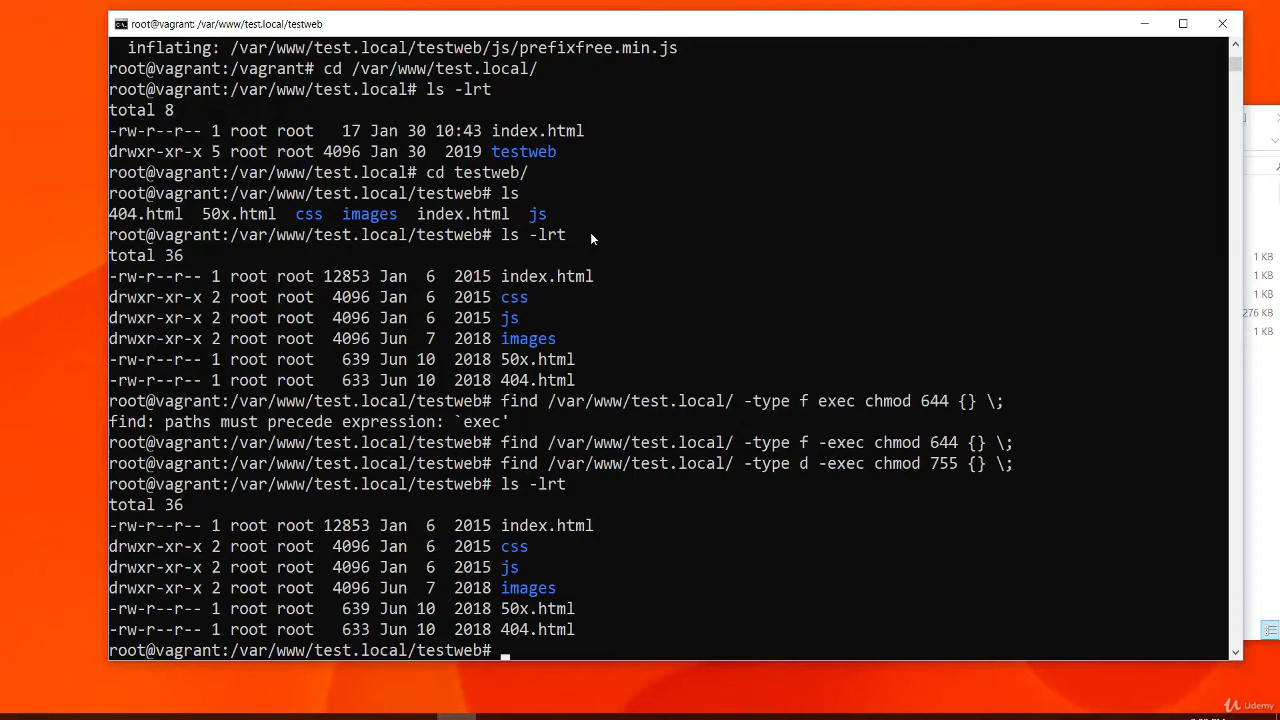 root@vagrant: /var/www/test.local/testweb
inflating: /var/www/test.local/testweb/js/prefixfree.min.js
root@vagrant:/vagrant# cd /var/www/test.local/
root@vagrant:/var/www/test.local# ls -lrt
total 8
-rw-r--r-- 1 root root   17 Jan 30 10:43 index.html
drwxr-xr-x 5 root root 4096 Jan 30  2019 testweb
root@vagrant:/var/www/test.local# cd testweb/
root@vagrant:/var/www/test.local/testweb# ls
404.html  50x.html  css  images  index.html  js
root@vagrant:/var/www/test.local/testweb# ls -lrt
total 36
-rw-r--r-- 1 root root 12853 Jan  6  2015 index.html
drwxr-xr-x 2 root root  4096 Jan  6  2015 css
drwxr-xr-x 2 root root  4096 Jan  6  2015 js
drwxr-xr-x 2 root root  4096 Jun  7  2018 images
-rw-r--r-- 1 root root   639 Jun 10  2018 50x.html
-rw-r--r-- 1 root root   633 Jun 10  2018 404.html
root@vagrant:/var/www/test.local/testweb# find /var/www/test.local/ -type f exec chmod 644 {} \;
find: paths must precede expression: `exec'
root@vagrant:/var/www/test.local/testweb# find /var/www/test.local/ -type f -exec chmod 644 {} \;
root@vagrant:/var/www/test.local/testweb# find /var/www/test.local/ -type d -exec chmod 755 {} \;
root@vagrant:/var/www/test.local/testweb# ls -lrt
total 36
-rw-r--r-- 1 root root 12853 Jan  6  2015 index.html
drwxr-xr-x 2 root root  4096 Jan  6  2015 css
drwxr-xr-x 2 root root  4096 Jan  6  2015 js
drwxr-xr-x 2 root root  4096 Jun  7  2018 images
-rw-r--r-- 1 root root   639 Jun 10  2018 50x.html
-rw-r--r-- 1 root root   633 Jun 10  2018 404.html
root@vagrant:/var/www/test.local/testweb#
1 KB
1 KB
1 KB
276 KB
1 KB
Udemy